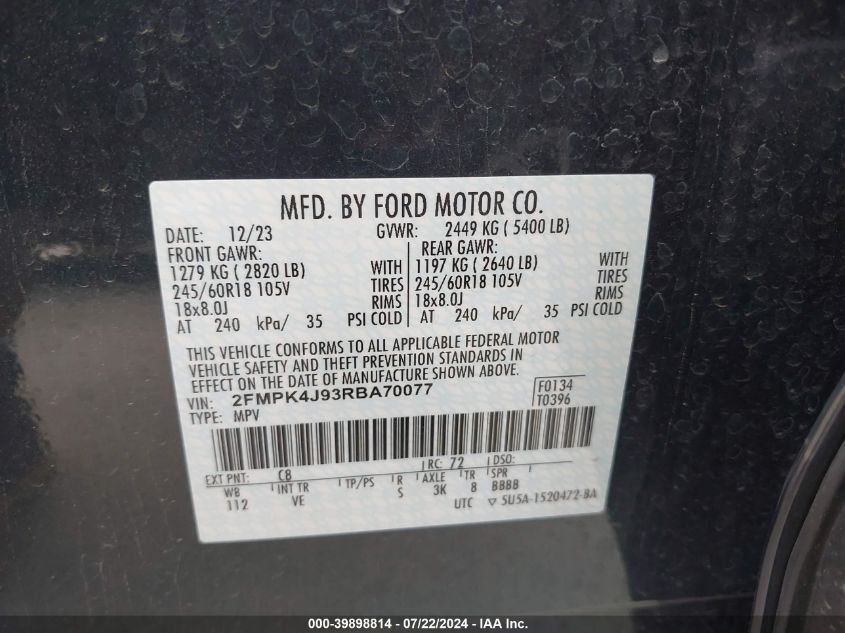 MFD. BY FORD MOTOR CO.
DATE: 12/23 GVWR: 2449 KG ( 5400 LB)
FRONT GAWR: REAR GAWR:
1279 KG ( 2820 LB) WITH 1197 KG ( 2640 LB) WITH
245/60R18 105V TIRES 245/60R18 105V TIRES
18x8.0J RIMS 18x8.0J RIMS
AT 240 kPa/ 35 PSI COLD AT 240 kPa/ 35 PSI COLD
THIS VEHICLE CONFORMS TO ALL APPLICABLE FEDERAL MOTOR
VEHICLE SAFETY AND THEFT PREVENTION STANDARDS IN
EFFECT ON THE DATE OF MANUFACTURE SHOWN ABOVE.
VIN: 2FMPK4J93RBA70077 F0134
TYPE: MPV T0396
EXT PNT: C8 RC: 72 DSO:
WB INT TR TP/PS R AXLE TR SPR
112 VE S 3K 8 BBBB
UTC ▽ 5U5A-1520472-BA
000-39898814 - 07/22/2024 - IAA Inc.